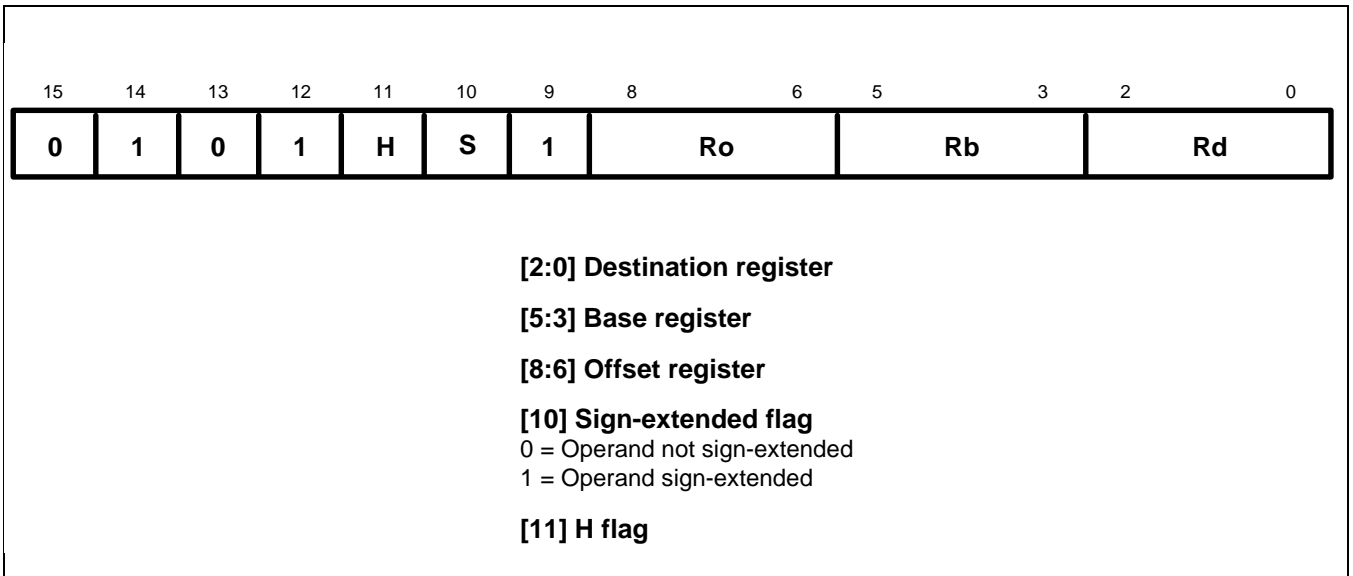 15 14 13 12 11 10 9 8 6 5 3 2 0
0 1 0 1 H S 1 Ro Rb Rd
[2:0] Destination register
[5:3] Base register
[8:6] Offset register
[10] Sign-extended flag
0 = Operand not sign-extended
1 = Operand sign-extended
[11] H flag